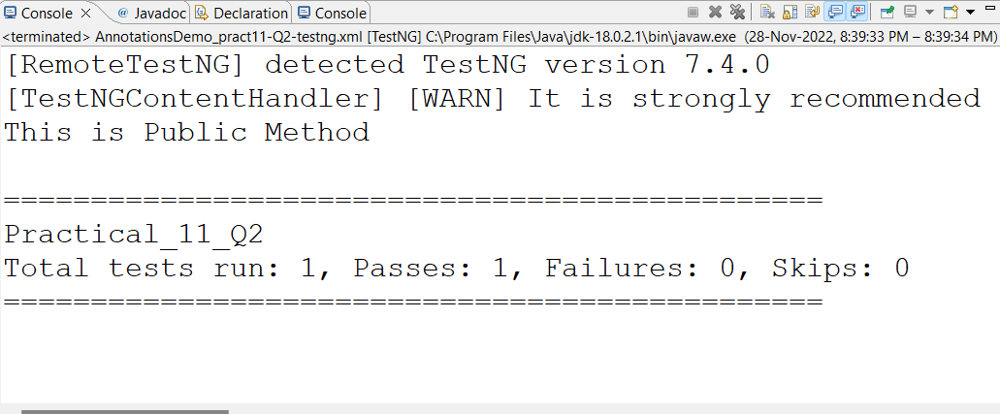 Console Javadoc Declaration Console
<terminated> AnnotationsDemo_pract11-Q2-testng.xml [TestNG] C:\Program Files\Java\jdk-18.0.2.1\bin\javaw.exe (28-Nov-2022, 8:39:33 PM – 8:39:34 PM)
[RemoteTestNG] detected TestNG version 7.4.0
[TestNGContentHandler] [WARN] It is strongly recommended
This is Public Method
===============================================
Practical_11_Q2
Total tests run: 1, Passes: 1, Failures: 0, Skips: 0
===============================================